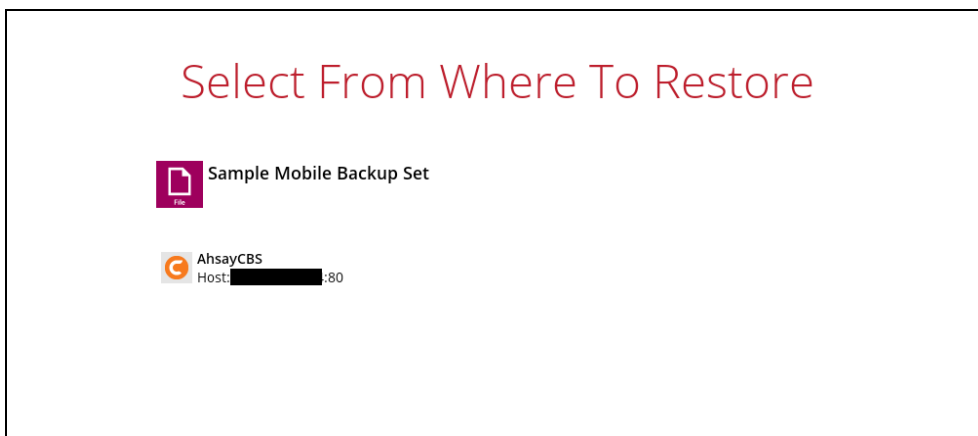 Select From Where To Restore
Sample Mobile Backup Set
File
AhsayCBS
Host: :80